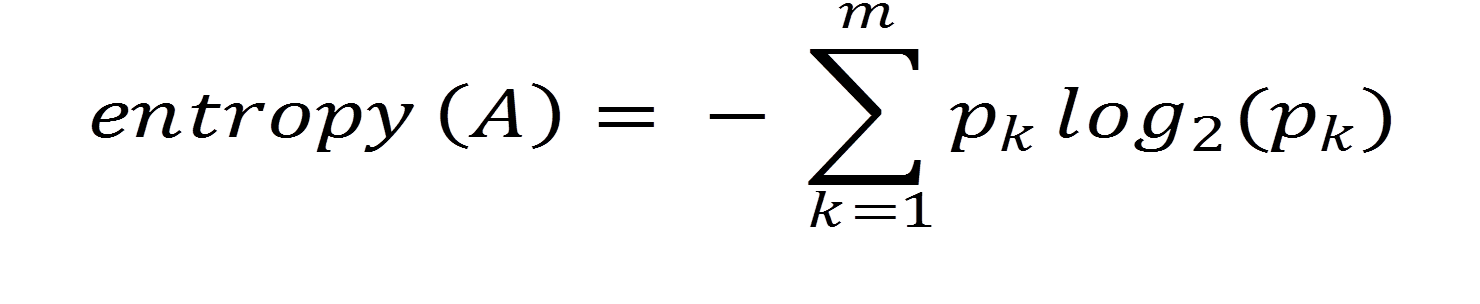 entropy (A) = − ∑_{k=1}^{m} p_k log_2(p_k)